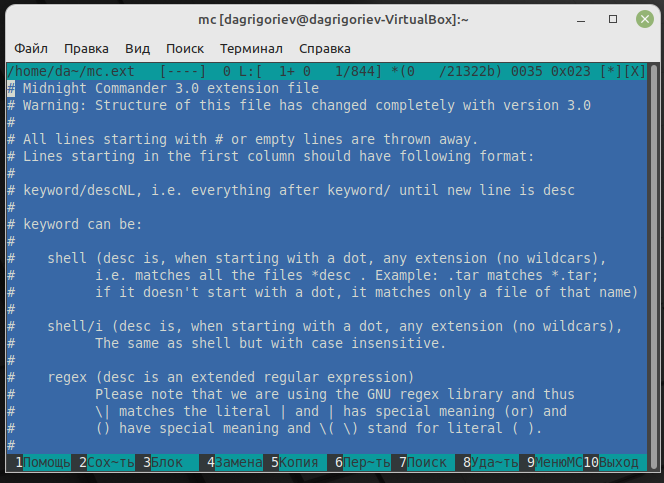 mc [dagrigoriev@dagrigoriev-VirtualBox]:~
Файл Правка Вид Поиск Терминал Справка
/home/da~/mc.ext   [----]  0 L:[  1+ 0   1/844] *(0   /21322b) 0035 0x023 [*][X]
# Midnight Commander 3.0 extension file
# Warning: Structure of this file has changed completely with version 3.0
#
# All lines starting with # or empty lines are thrown away.
# Lines starting in the first column should have following format:
#
# keyword/descNL, i.e. everything after keyword/ until new line is desc
#
# keyword can be:
#
#    shell (desc is, when starting with a dot, any extension (no wildcars),
#          i.e. matches all the files *desc . Example: .tar matches *.tar;
#          if it doesn't start with a dot, it matches only a file of that name)
#
#    shell/i (desc is, when starting with a dot, any extension (no wildcars),
#          The same as shell but with case insensitive.
#
#    regex (desc is an extended regular expression)
#          Please note that we are using the GNU regex library and thus
#          \| matches the literal | and | has special meaning (or) and
#          () have special meaning and \( \) stand for literal ( ).
#
1Помощь 2Сох~ть 3Блок 4Замена 5Копия 6Пер~ть 7Поиск 8Уда~ть 9МенюМС 10Выход